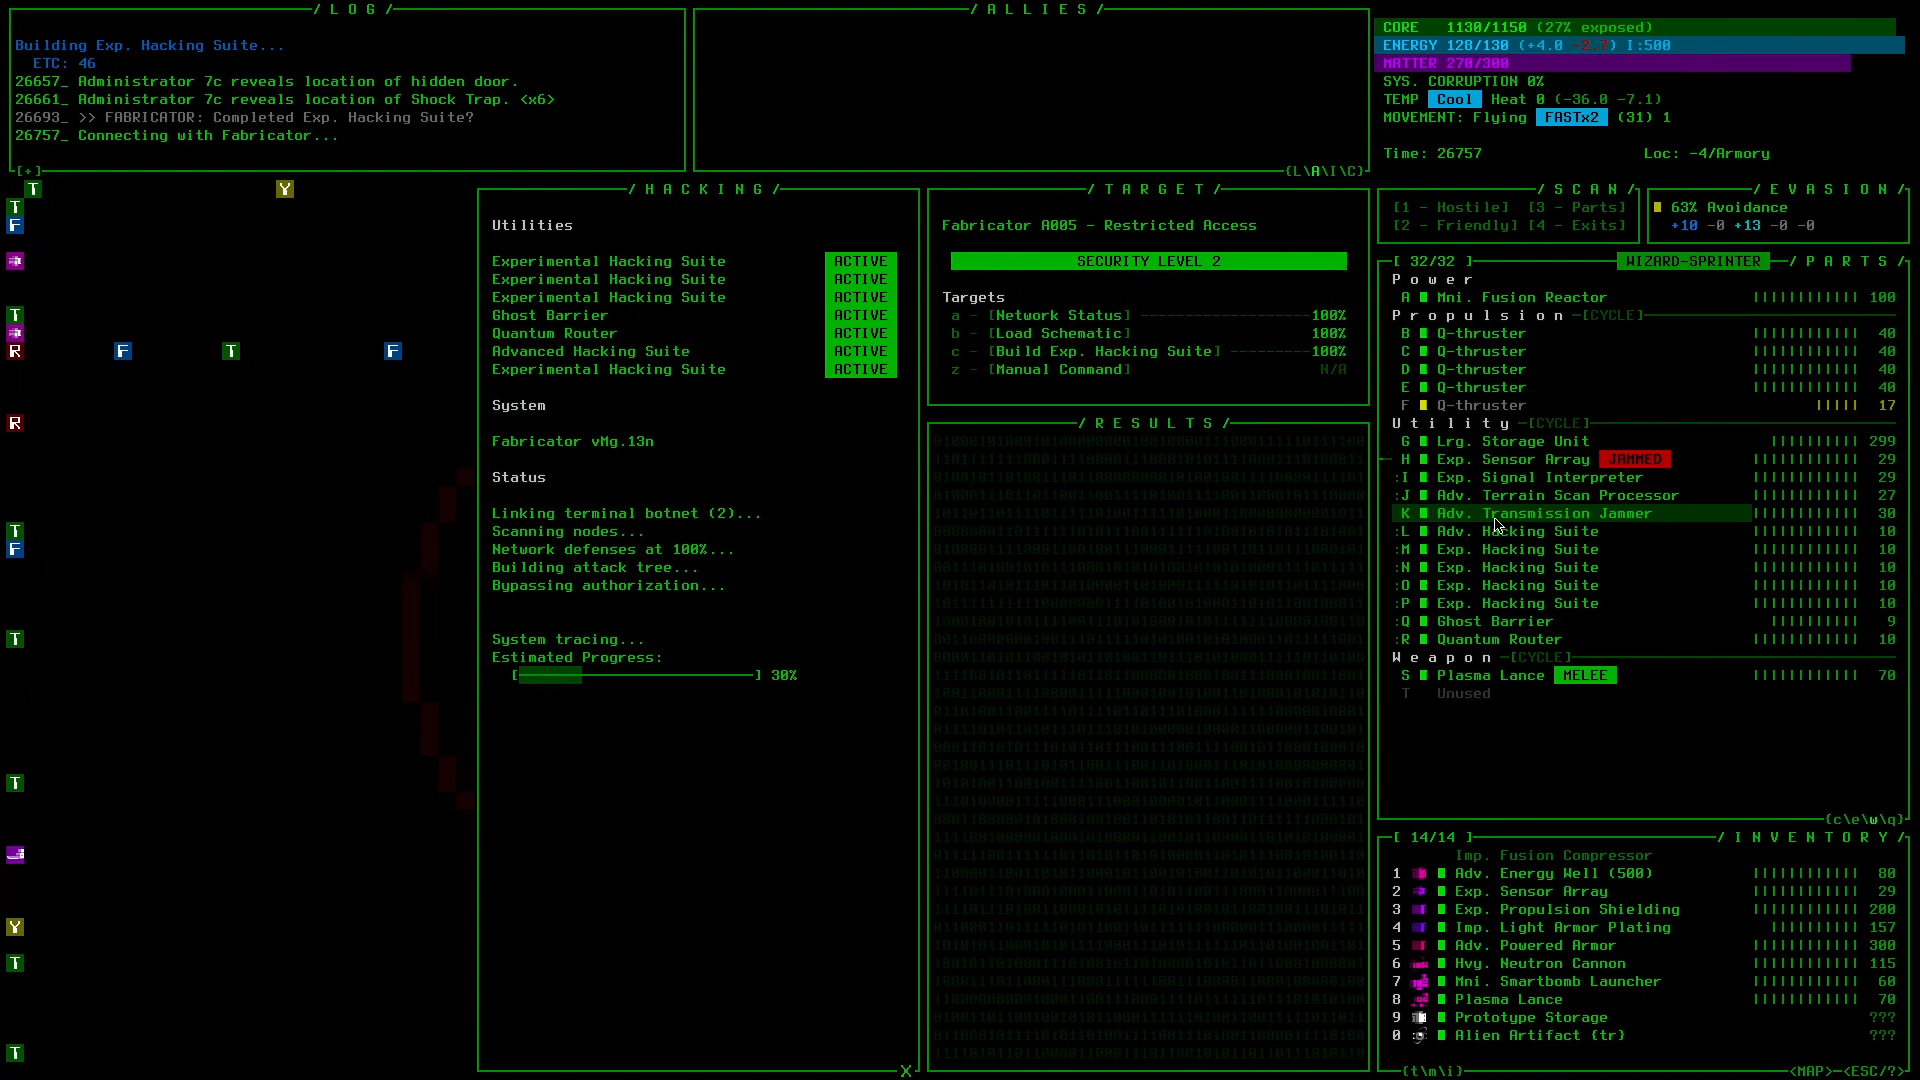 / L O G /
Building Exp. Hacking Suite...
ETC: 46
26657_ Administrator 7c reveals location of hidden door.
26661_ Administrator 7c reveals location of Shock Trap. <x6>
26693_ >> FABRICATOR: Completed Exp. Hacking Suite?
26757_ Connecting with Fabricator...
[+]
/ A L L I E S /
(L\A\I\C)
CORE 1130/1150 (27% exposed)
ENERGY 128/130 (+4.0 -2.7) I:500
MATTER 270/300
SYS. CORRUPTION 0%
TEMP Cool Heat 0 (-36.0 -7.1)
MOVEMENT: Flying FASTx2 (31) 1
Time: 26757 Loc: -4/Armory
T Y
T
F
T
R F T F
R
T
F
T
T
Y
T
T
/ H A C K I N G /
Utilities
Experimental Hacking Suite ACTIVE
Experimental Hacking Suite ACTIVE
Experimental Hacking Suite ACTIVE
Ghost Barrier ACTIVE
Quantum Router ACTIVE
Advanced Hacking Suite ACTIVE
Experimental Hacking Suite ACTIVE
System
Fabricator vMg.13n
Status
Linking terminal botnet (2)...
Scanning nodes...
Network defenses at 100%...
Building attack tree...
Bypassing authorization...
System tracing...
Estimated Progress:
[ ] 30%
X
/ T A R G E T /
Fabricator A005 - Restricted Access
SECURITY LEVEL 2
Targets
a - [Network Status] 100%
b - [Load Schematic] 100%
c - [Build Exp. Hacking Suite] 100%
z - [Manual Command] N/A
/ R E S U L T S /
/ S C A N /
[1 - Hostile] [3 - Parts]
[2 - Friendly] [4 - Exits]
/ E V A S I O N /
63% Avoidance
+10 -0 +13 -0 -0
[ 32/32 ] WIZARD-SPRINTER / P A R T S /
P o w e r
A Mni. Fusion Reactor 100
P r o p u l s i o n [CYCLE]
B Q-thruster 40
C Q-thruster 40
D Q-thruster 40
E Q-thruster 40
F Q-thruster 17
U t i l i t y [CYCLE]
G Lrg. Storage Unit 299
H Exp. Sensor Array JAMMED 29
:I Exp. Signal Interpreter 29
:J Adv. Terrain Scan Processor 27
K Adv. Transmission Jammer 30
:L Adv. Hacking Suite 10
:M Exp. Hacking Suite 10
:N Exp. Hacking Suite 10
:O Exp. Hacking Suite 10
:P Exp. Hacking Suite 10
:Q Ghost Barrier 9
:R Quantum Router 10
W e a p o n [CYCLE]
S Plasma Lance MELEE 70
T Unused
(c\e\w\q)
[ 14/14 ] / I N V E N T O R Y /
Imp. Fusion Compressor
1 Adv. Energy Well (500) 80
2 Exp. Sensor Array 29
3 Exp. Propulsion Shielding 200
4 Imp. Light Armor Plating 157
5 Adv. Powered Armor 300
6 Hvy. Neutron Cannon 115
7 Mni. Smartbomb Launcher 60
8 Plasma Lance 70
9 Prototype Storage ???
0 Alien Artifact (tr) ???
(t\m\i) <MAP> <ESC/?>